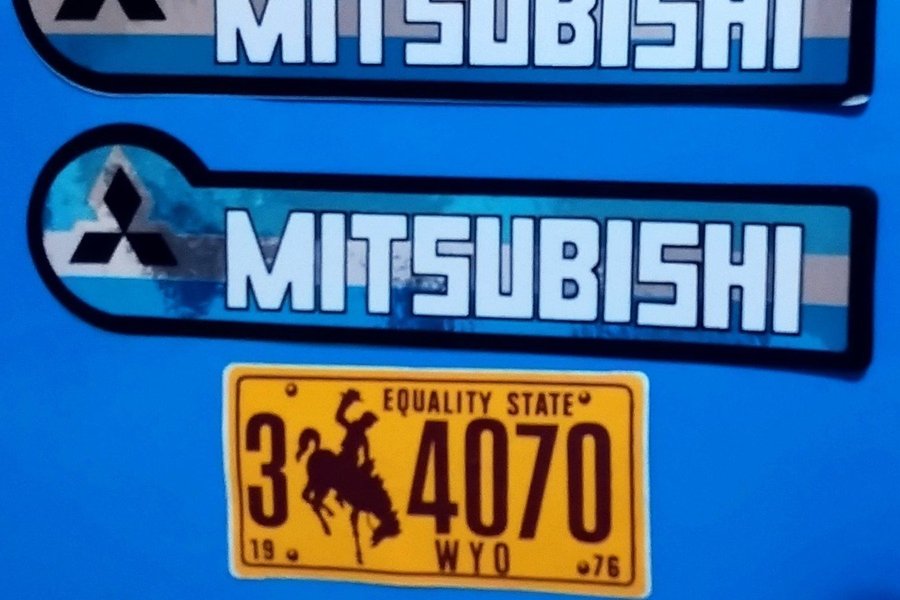 MITSUBISHI
MITSUBISHI
EQUALITY STATE
3 4070
19 WYO 76